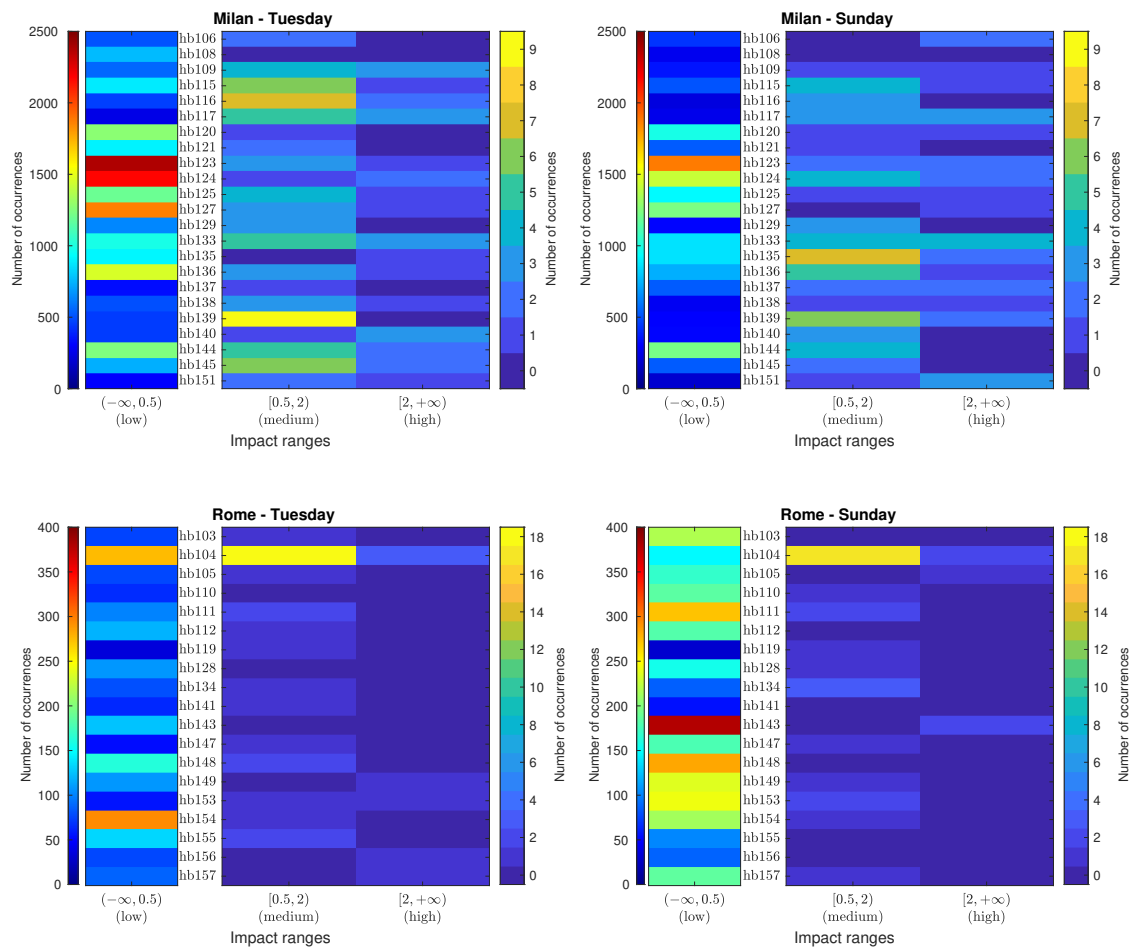 Milan - Tuesday
Number of occurrences
2500
2000
1500
1000
500
0
hb106
hb108
hb109
hb115
hb116
hb117
hb120
hb121
hb123
hb124
hb125
hb127
hb129
hb133
hb135
hb136
hb137
hb138
hb139
hb140
hb144
hb145
hb151
9
8
7
6
5
4
3
2
1
0
Number of occurrences
(−∞, 0.5) [0.5, 2) [2, +∞)
(low) (medium) (high)
Impact ranges
Milan - Sunday
Number of occurrences
2500
2000
1500
1000
500
0
hb106
hb108
hb109
hb115
hb116
hb117
hb120
hb121
hb123
hb124
hb125
hb127
hb129
hb133
hb135
hb136
hb137
hb138
hb139
hb140
hb144
hb145
hb151
9
8
7
6
5
4
3
2
1
0
Number of occurrences
(−∞, 0.5) [0.5, 2) [2, +∞)
(low) (medium) (high)
Impact ranges
Rome - Tuesday
Number of occurrences
400
350
300
250
200
150
100
50
0
hb103
hb104
hb105
hb110
hb111
hb112
hb119
hb128
hb134
hb141
hb143
hb147
hb148
hb149
hb153
hb154
hb155
hb156
hb157
18
16
14
12
10
8
6
4
2
0
Number of occurrences
(−∞, 0.5) [0.5, 2) [2, +∞)
(low) (medium) (high)
Impact ranges
Rome - Sunday
Number of occurrences
400
350
300
250
200
150
100
50
0
hb103
hb104
hb105
hb110
hb111
hb112
hb119
hb128
hb134
hb141
hb143
hb147
hb148
hb149
hb153
hb154
hb155
hb156
hb157
18
16
14
12
10
8
6
4
2
0
Number of occurrences
(−∞, 0.5) [0.5, 2) [2, +∞)
(low) (medium) (high)
Impact ranges